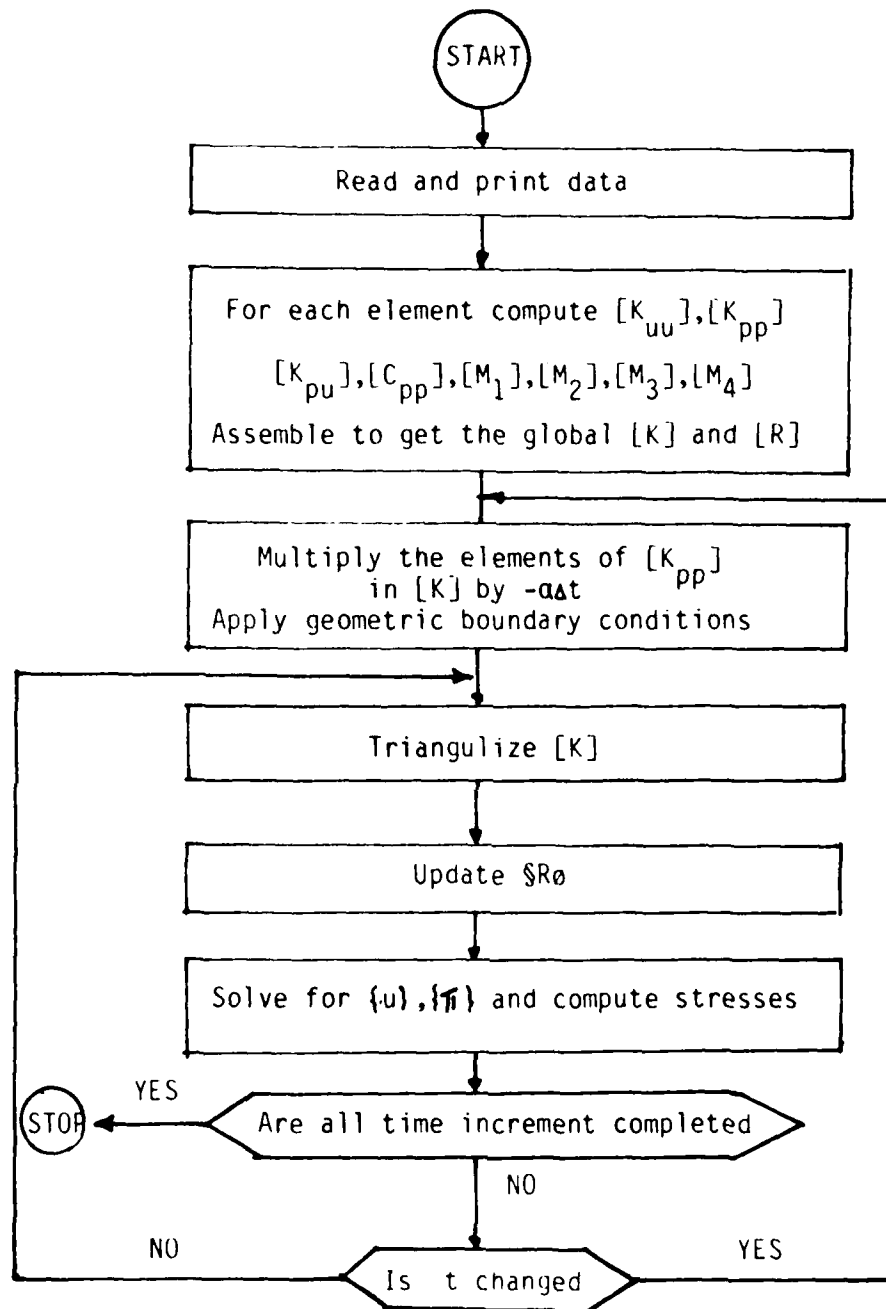 START
Read and print data
For each element compute [K_uu],[K_pp]
[K_pu],[C_pp],[M_1],[M_2],[M_3],[M_4]
Assemble to get the global [K] and [R]
Multiply the elements of [K_pp]
in [K] by -αΔt
Apply geometric boundary conditions
Triangulize [K]
Update §Rø
Solve for {u},{π} and compute stresses
YES
STOP
Are all time increment completed
NO
NO
YES
Is t changed